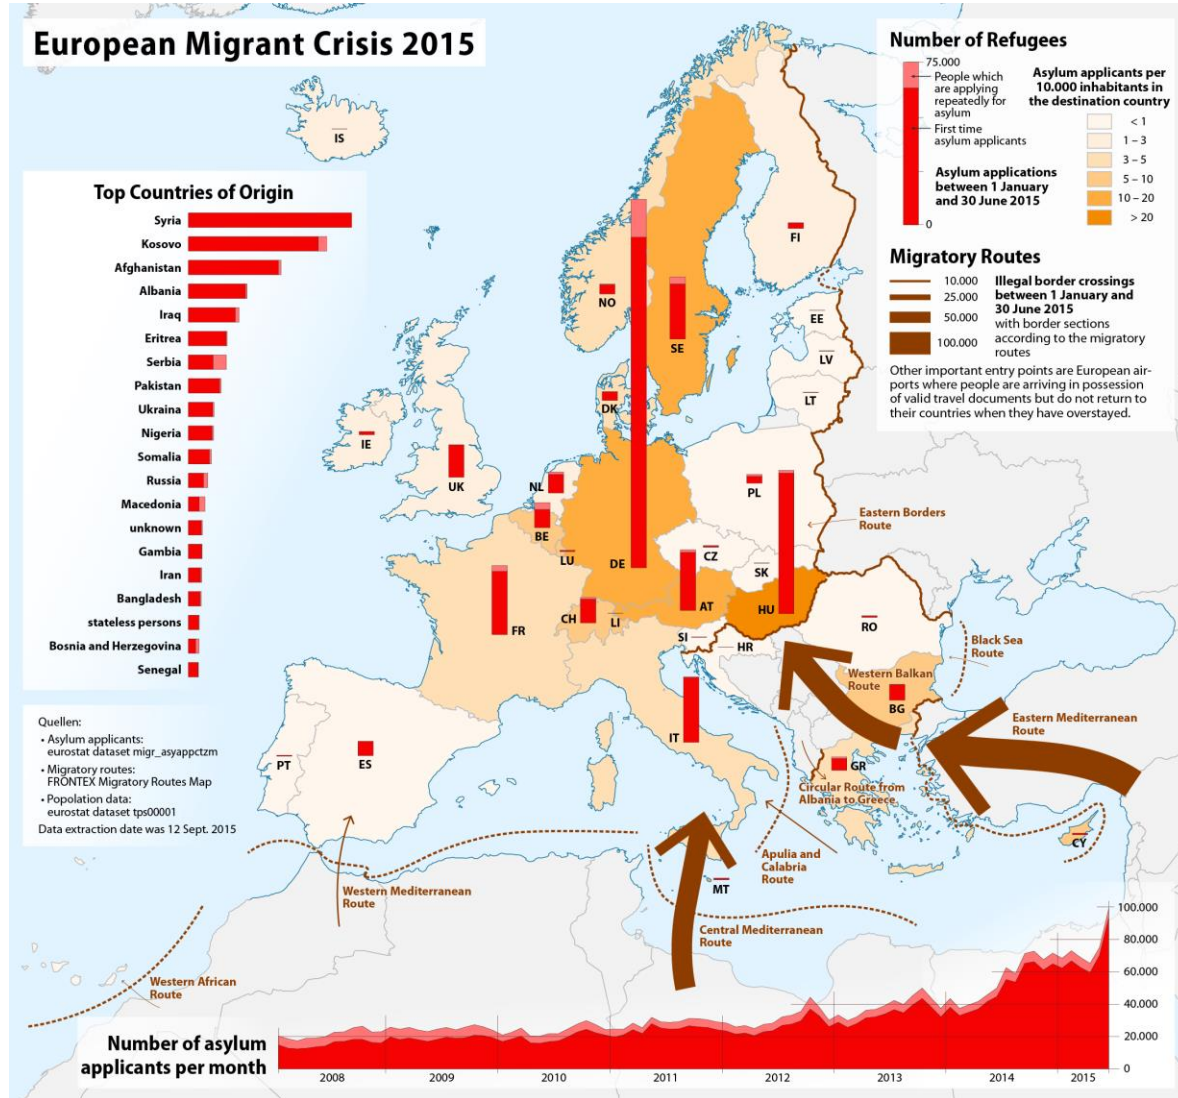 European Migrant Crisis 2015
Number of Refugees
75.000
People which
are applying
repeatedly for
asylum
First time
asylum applicants
Asylum applications
between 1 January
and 30 June 2015
0
Asylum applicants per
10.000 inhabitants in
the destination country
< 1
1 – 3
3 – 5
5 – 10
10 – 20
> 20
Migratory Routes
10.000
25.000
50.000
100.000
Illegal border crossings
between 1 January and
30 June 2015
with border sections
according to the migratory
routes
Other important entry points are European air-
ports where people are arriving in possession
of valid travel documents but do not return to
their countries when they have overstayed.
Top Countries of Origin
Syria
Kosovo
Afghanistan
Albania
Iraq
Eritrea
Serbia
Pakistan
Ukraina
Nigeria
Somalia
Russia
Macedonia
unknown
Gambia
Iran
Bangladesh
stateless persons
Bosnia and Herzegovina
Senegal
Quellen:
• Asylum applicants:
eurostat dataset migr_asyappctzm
• Migratory routes:
FRONTEX Migratory Routes Map
• Popolation data:
eurostat dataset tps00001
Data extraction date was 12 Sept. 2015
IS
FI
NO
SE
EE
LV
LT
DK
IE
UK
NL
BE
LU
DE
PL
CZ
SK
AT
HU
CH
LI
FR
SI
HR
RO
BG
IT
GR
PT
ES
MT
CY
Eastern Borders
Route
Black Sea
Route
Western Balkan
Route
Eastern Mediterranean
Route
Circular Route from
Albania to Greece
Apulia and
Calabria
Route
Central Mediterranean
Route
Western Mediterranean
Route
Western African
Route
Number of asylum
applicants per month
100.000
80.000
60.000
40.000
20.000
0
2008
2009
2010
2011
2012
2013
2014
2015